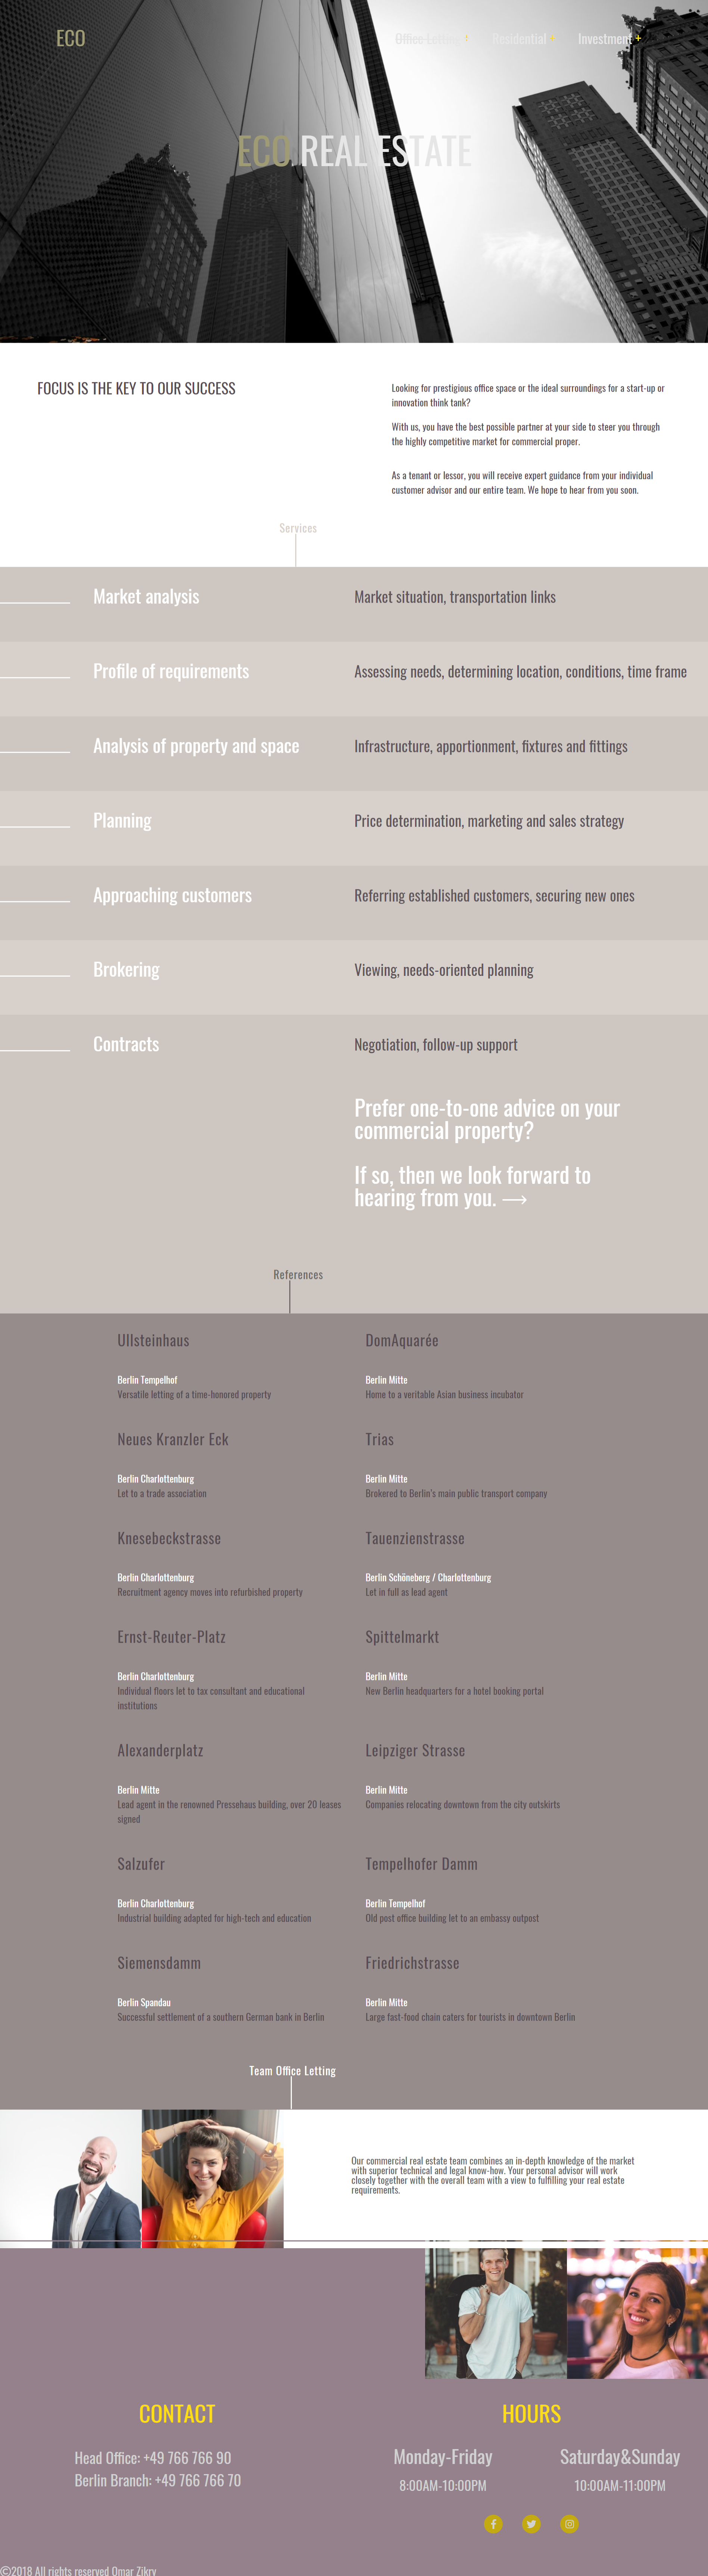 ECO
Office Letting + Residential + Investment +
ECO REAL ESTATE
FOCUS IS THE KEY TO OUR SUCCESS
Looking for prestigious office space or the ideal surroundings for a start-up or
innovation think tank?
With us, you have the best possible partner at your side to steer you through
the highly competitive market for commercial proper.
As a tenant or lessor, you will receive expert guidance from your individual
customer advisor and our entire team. We hope to hear from you soon.
Services
Market analysis
Market situation, transportation links
Profile of requirements
Assessing needs, determining location, conditions, time frame
Analysis of property and space
Infrastructure, apportionment, fixtures and fittings
Planning
Price determination, marketing and sales strategy
Approaching customers
Referring established customers, securing new ones
Brokering
Viewing, needs-oriented planning
Contracts
Negotiation, follow-up support
Prefer one-to-one advice on your
commercial property?
If so, then we look forward to
hearing from you. ⟶
References
Ullsteinhaus
Berlin Tempelhof
Versatile letting of a time-honored property
DomAquarée
Berlin Mitte
Home to a veritable Asian business incubator
Neues Kranzler Eck
Berlin Charlottenburg
Let to a trade association
Trias
Berlin Mitte
Brokered to Berlin's main public transport company
Knesebeckstrasse
Berlin Charlottenburg
Recruitment agency moves into refurbished property
Tauenzienstrasse
Berlin Schöneberg / Charlottenburg
Let in full as lead agent
Ernst-Reuter-Platz
Berlin Charlottenburg
Individual floors let to tax consultant and educational
institutions
Spittelmarkt
Berlin Mitte
New Berlin headquarters for a hotel booking portal
Alexanderplatz
Berlin Mitte
Lead agent in the renowned Pressehaus building, over 20 leases
signed
Leipziger Strasse
Berlin Mitte
Companies relocating downtown from the city outskirts
Salzufer
Berlin Charlottenburg
Industrial building adapted for high-tech and education
Tempelhofer Damm
Berlin Tempelhof
Old post office building let to an embassy outpost
Siemensdamm
Berlin Spandau
Successful settlement of a southern German bank in Berlin
Friedrichstrasse
Berlin Mitte
Large fast-food chain caters for tourists in downtown Berlin
Team Office Letting
Our commercial real estate team combines an in-depth knowledge of the market
with superior technical and legal know-how. Your personal advisor will work
closely together with the overall team with a view to fulfilling your real estate
requirements.
CONTACT
Head Office: +49 766 766 90
Berlin Branch: +49 766 766 70
HOURS
Monday-Friday
8:00AM-10:00PM
Saturday&Sunday
10:00AM-11:00PM
©2018 All rights reserved Omar Zikry